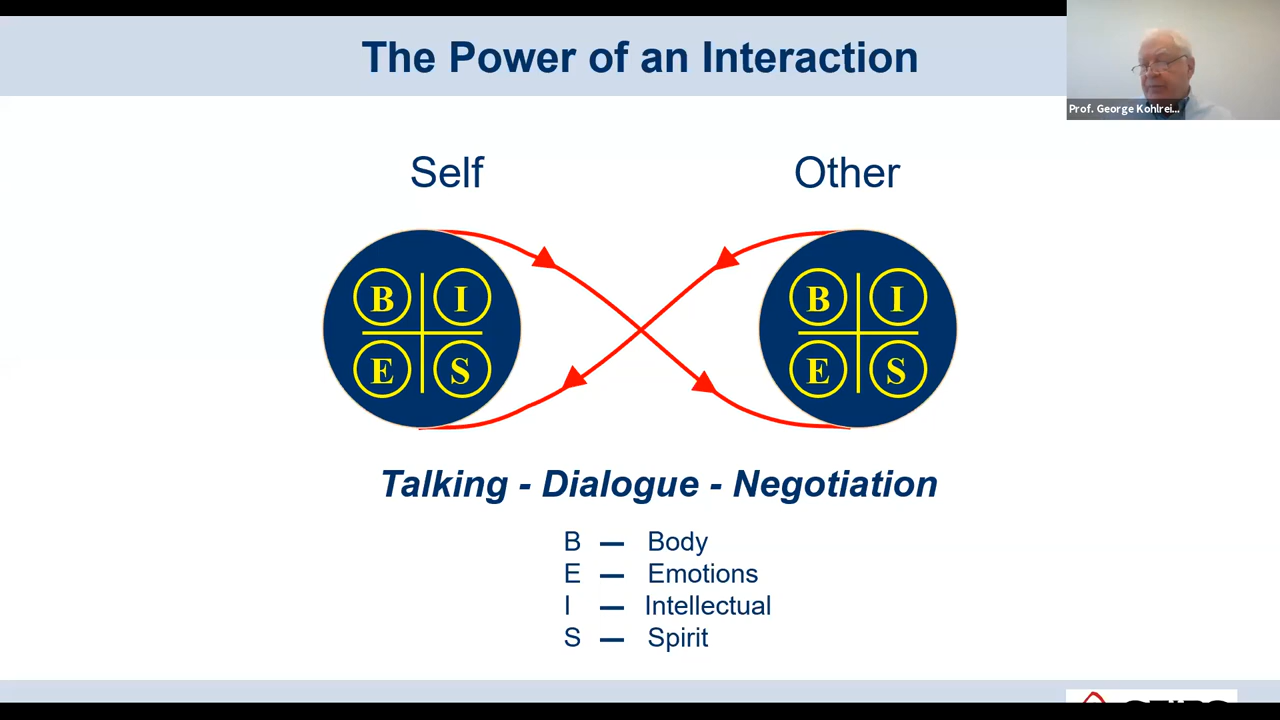 The Power of an Interaction
Prof. George Kohlrei...
Self Other
B I B I
E S E S
Talking - Dialogue - Negotiation
B — Body
E — Emotions
I — Intellectual
S — Spirit